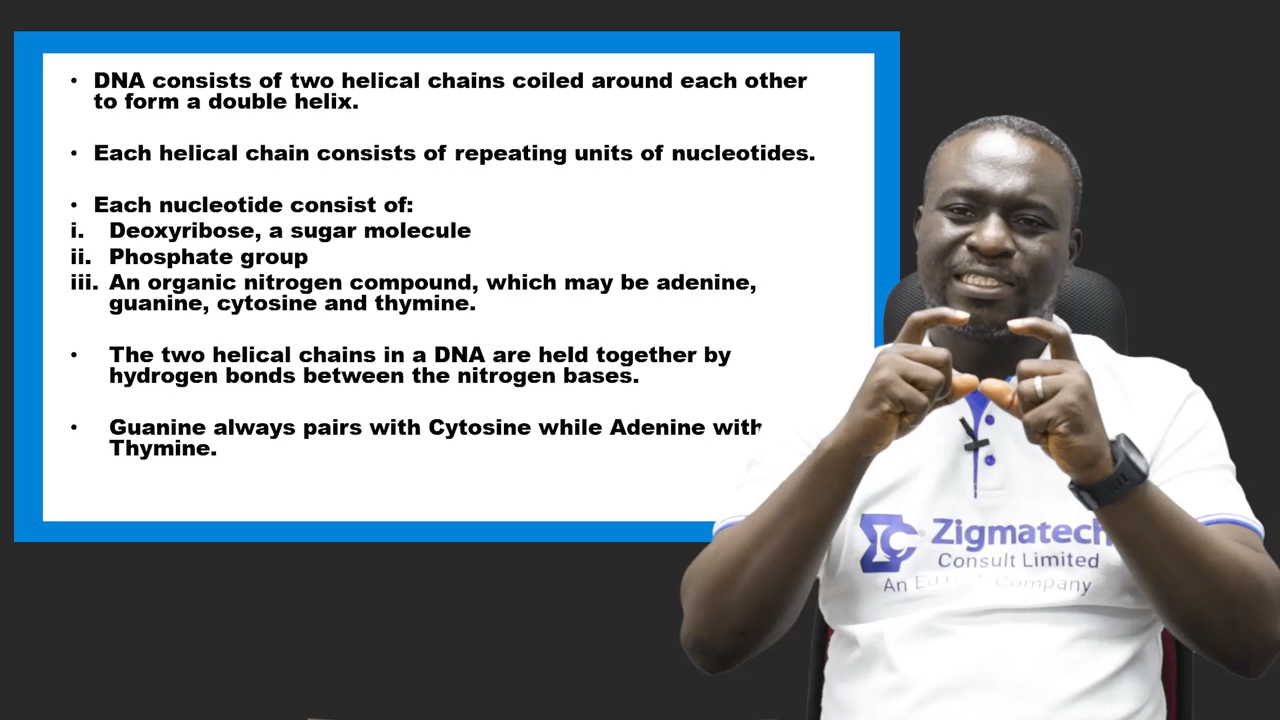 • DNA consists of two helical chains coiled around each other
to form a double helix.
• Each helical chain consists of repeating units of nucleotides.
• Each nucleotide consist of:
i. Deoxyribose, a sugar molecule
ii. Phosphate group
iii. An organic nitrogen compound, which may be adenine,
guanine, cytosine and thymine.
• The two helical chains in a DNA are held together by
hydrogen bonds between the nitrogen bases.
• Guanine always pairs with Cytosine while Adenine with
Thymine.
Zigmatech
Consult Limited
An Company